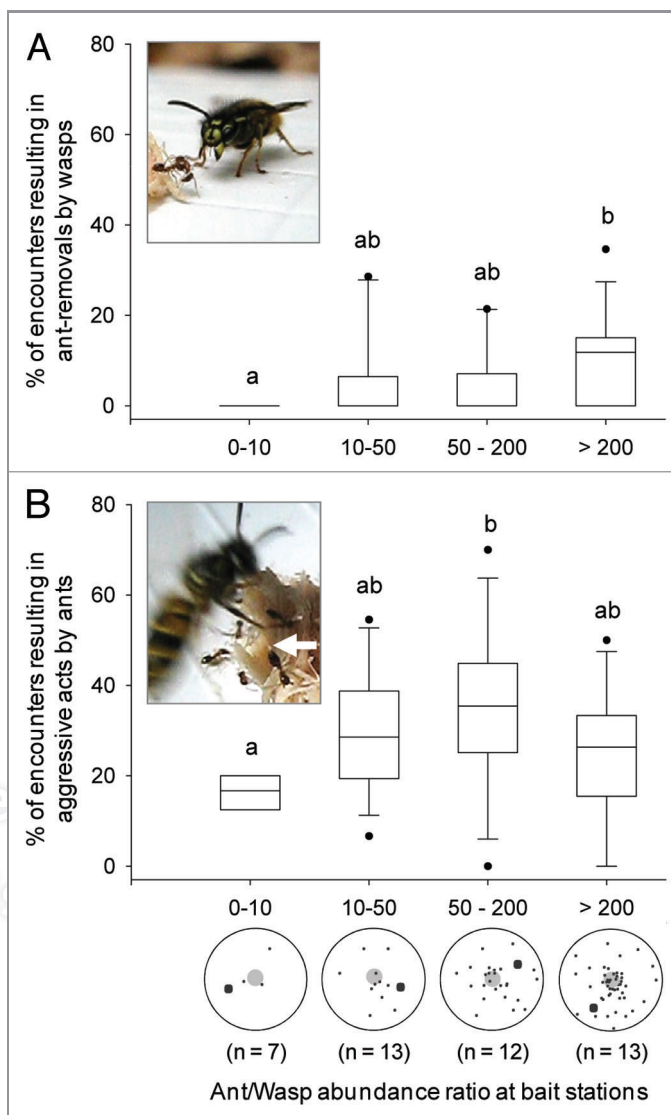 A
% of encounters resulting in
ant-removals by wasps
80
60
40
20
0
a
ab
ab
b
0-10
10-50
50 - 200
> 200
B
% of encounters resulting in
aggressive acts by ants
80
60
40
20
0
a
ab
b
ab
0-10
10-50
50 - 200
> 200
(n = 7)
(n = 13)
(n = 12)
(n = 13)
Ant/Wasp abundance ratio at bait stations